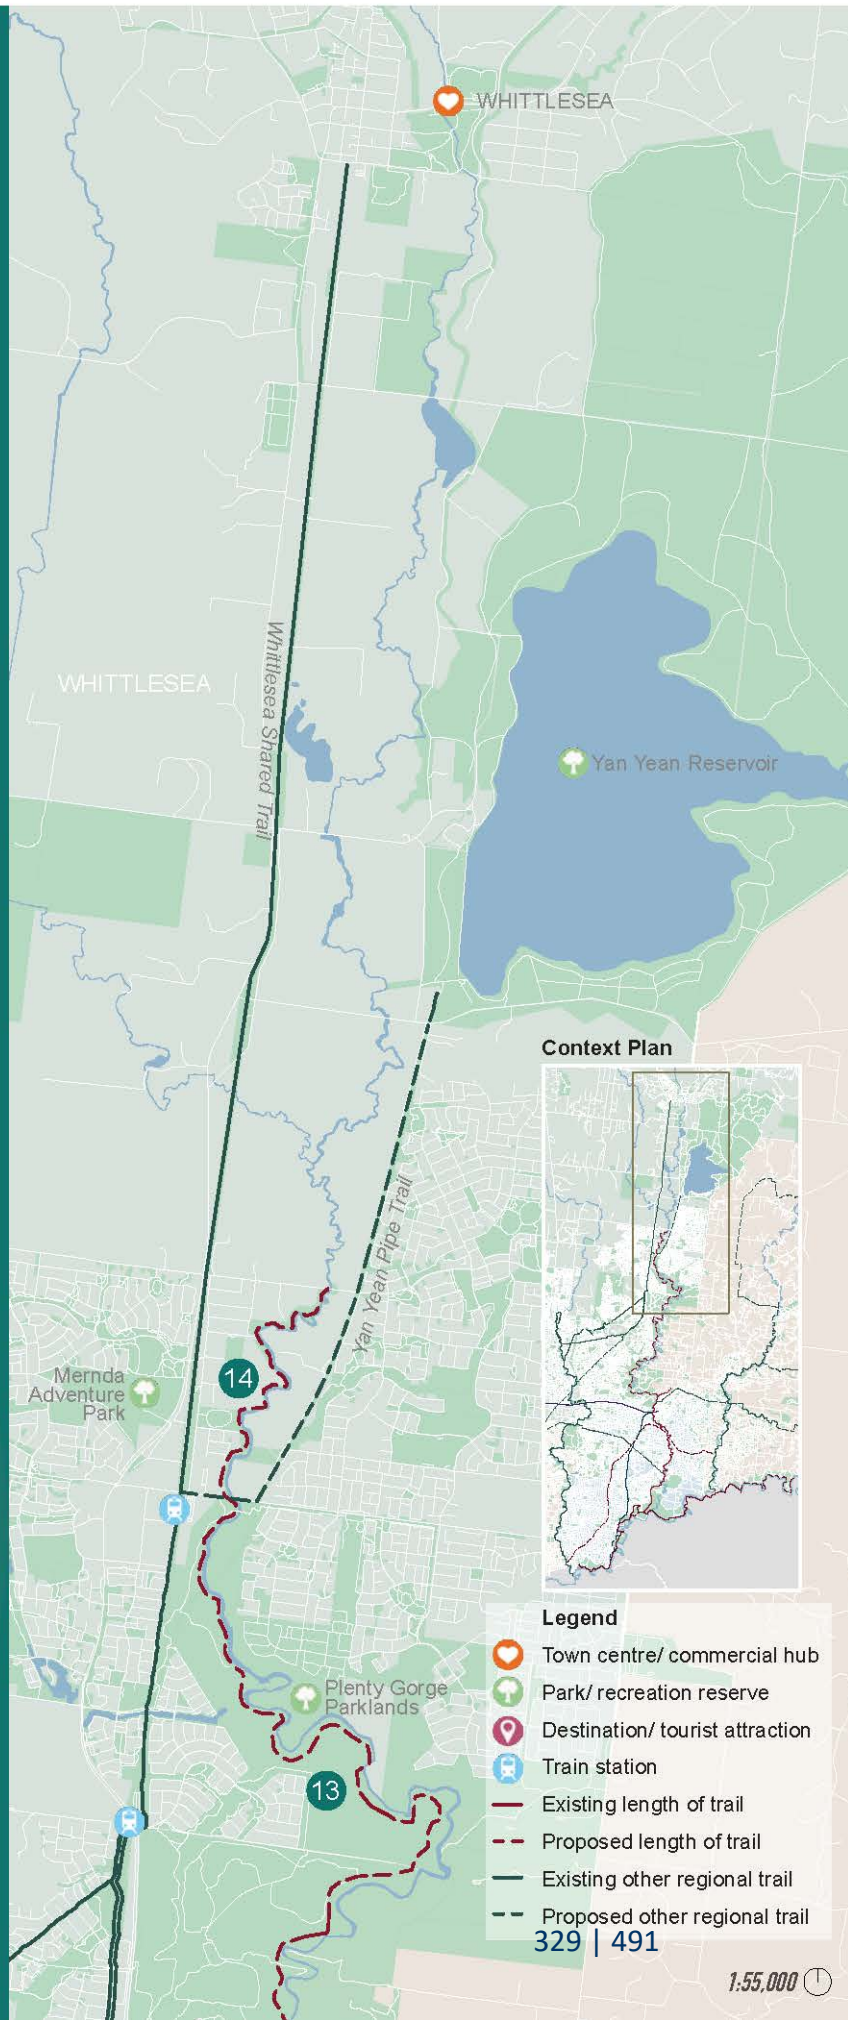 WHITTLESEA
WHITTLESEA
Whittlesea Shared Trail
Yan Yean Reservoir
Context Plan
Yan Yean Pipe Trail
Mernda
Adventure
Park
14
Plenty Gorge
Parklands
13
Legend
Town centre/ commercial hub
Park/ recreation reserve
Destination/ tourist attraction
Train station
Existing length of trail
Proposed length of trail
Existing other regional trail
Proposed other regional trail
329 | 491
1:55,000